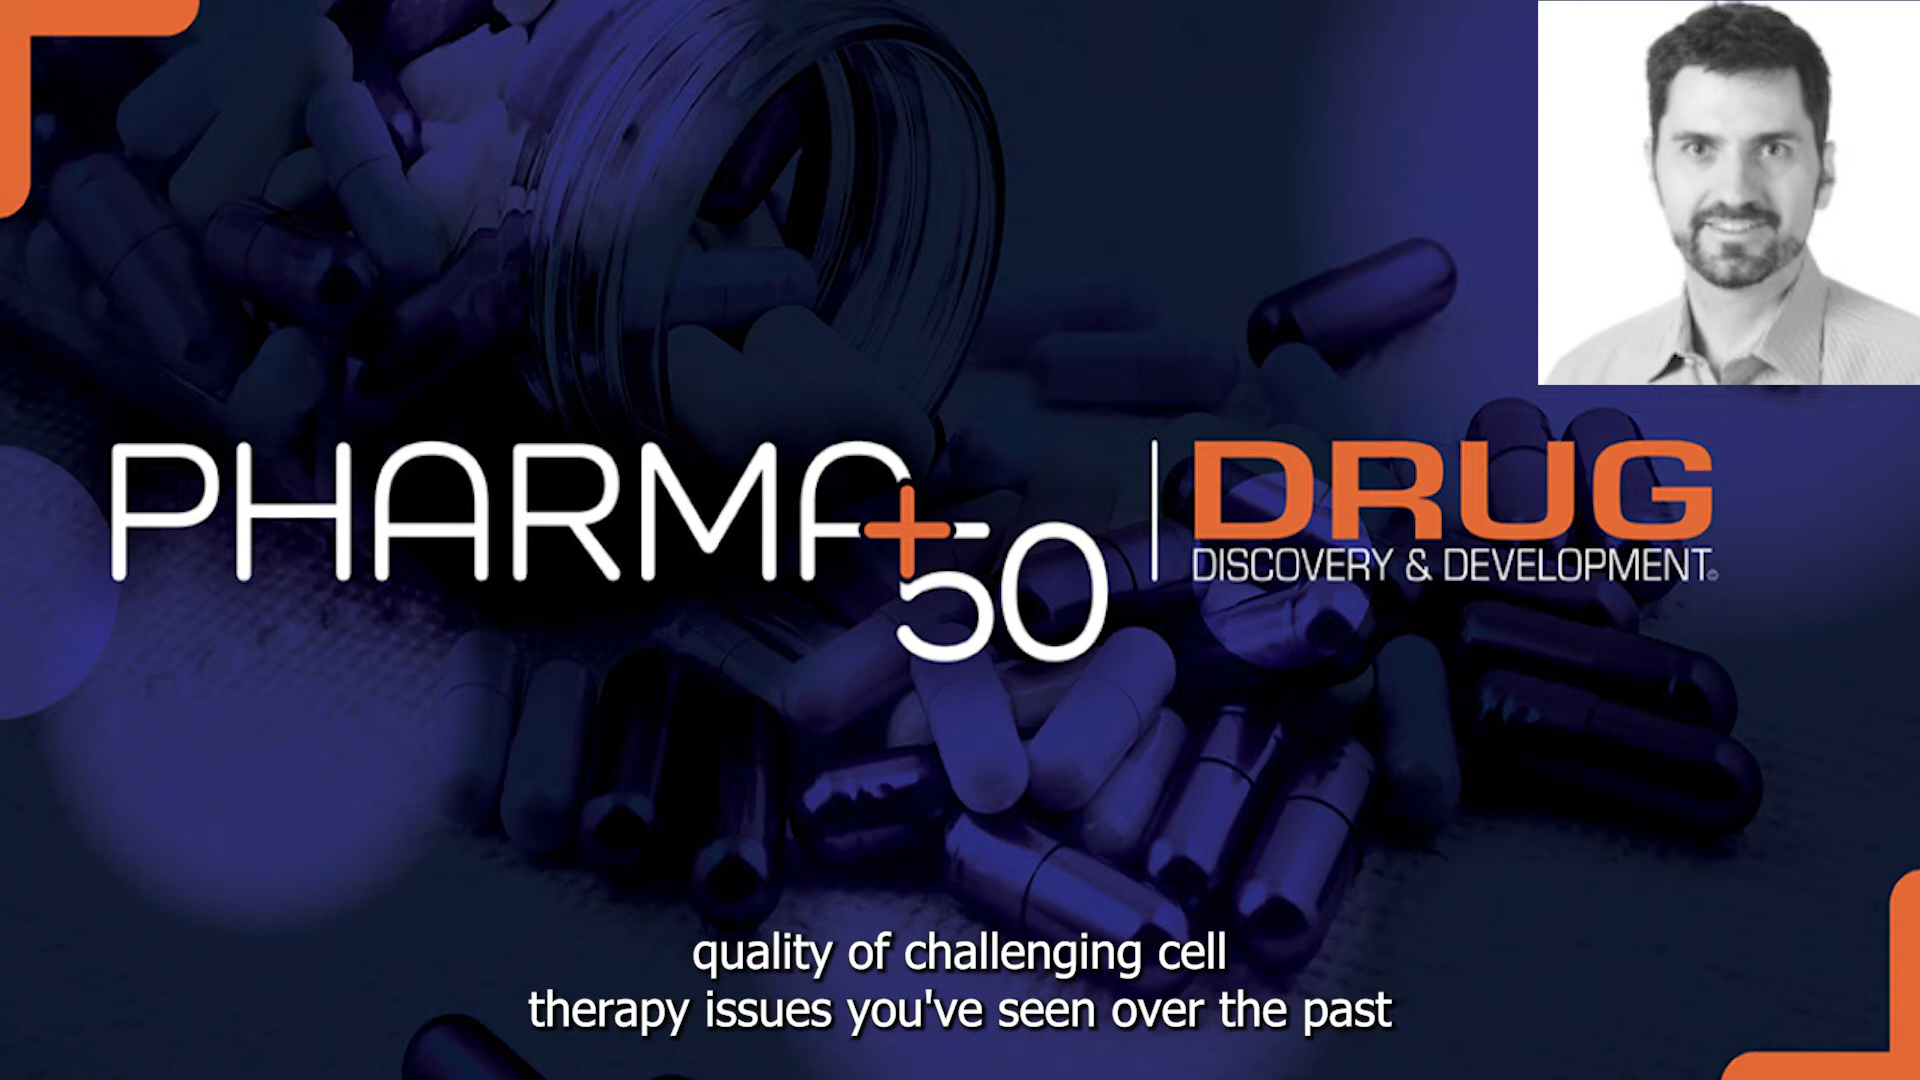 PHARMA
50
DRUG
DISCOVERY & DEVELOPMENT
quality of challenging cell
therapy issues you've seen over the past